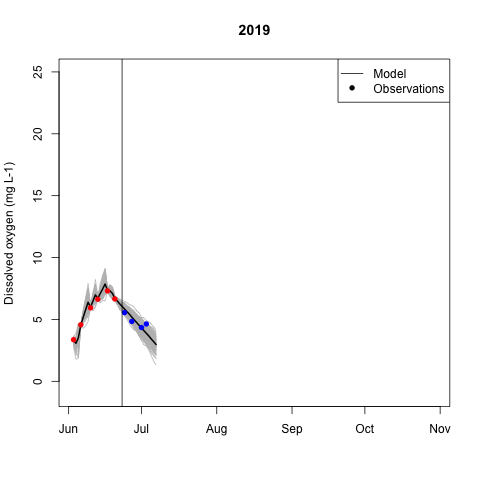 2019
Model
Observations
Dissolved oxygen (mg L-1)
25
20
15
10
5
0
Jun Jul Aug Sep Oct Nov